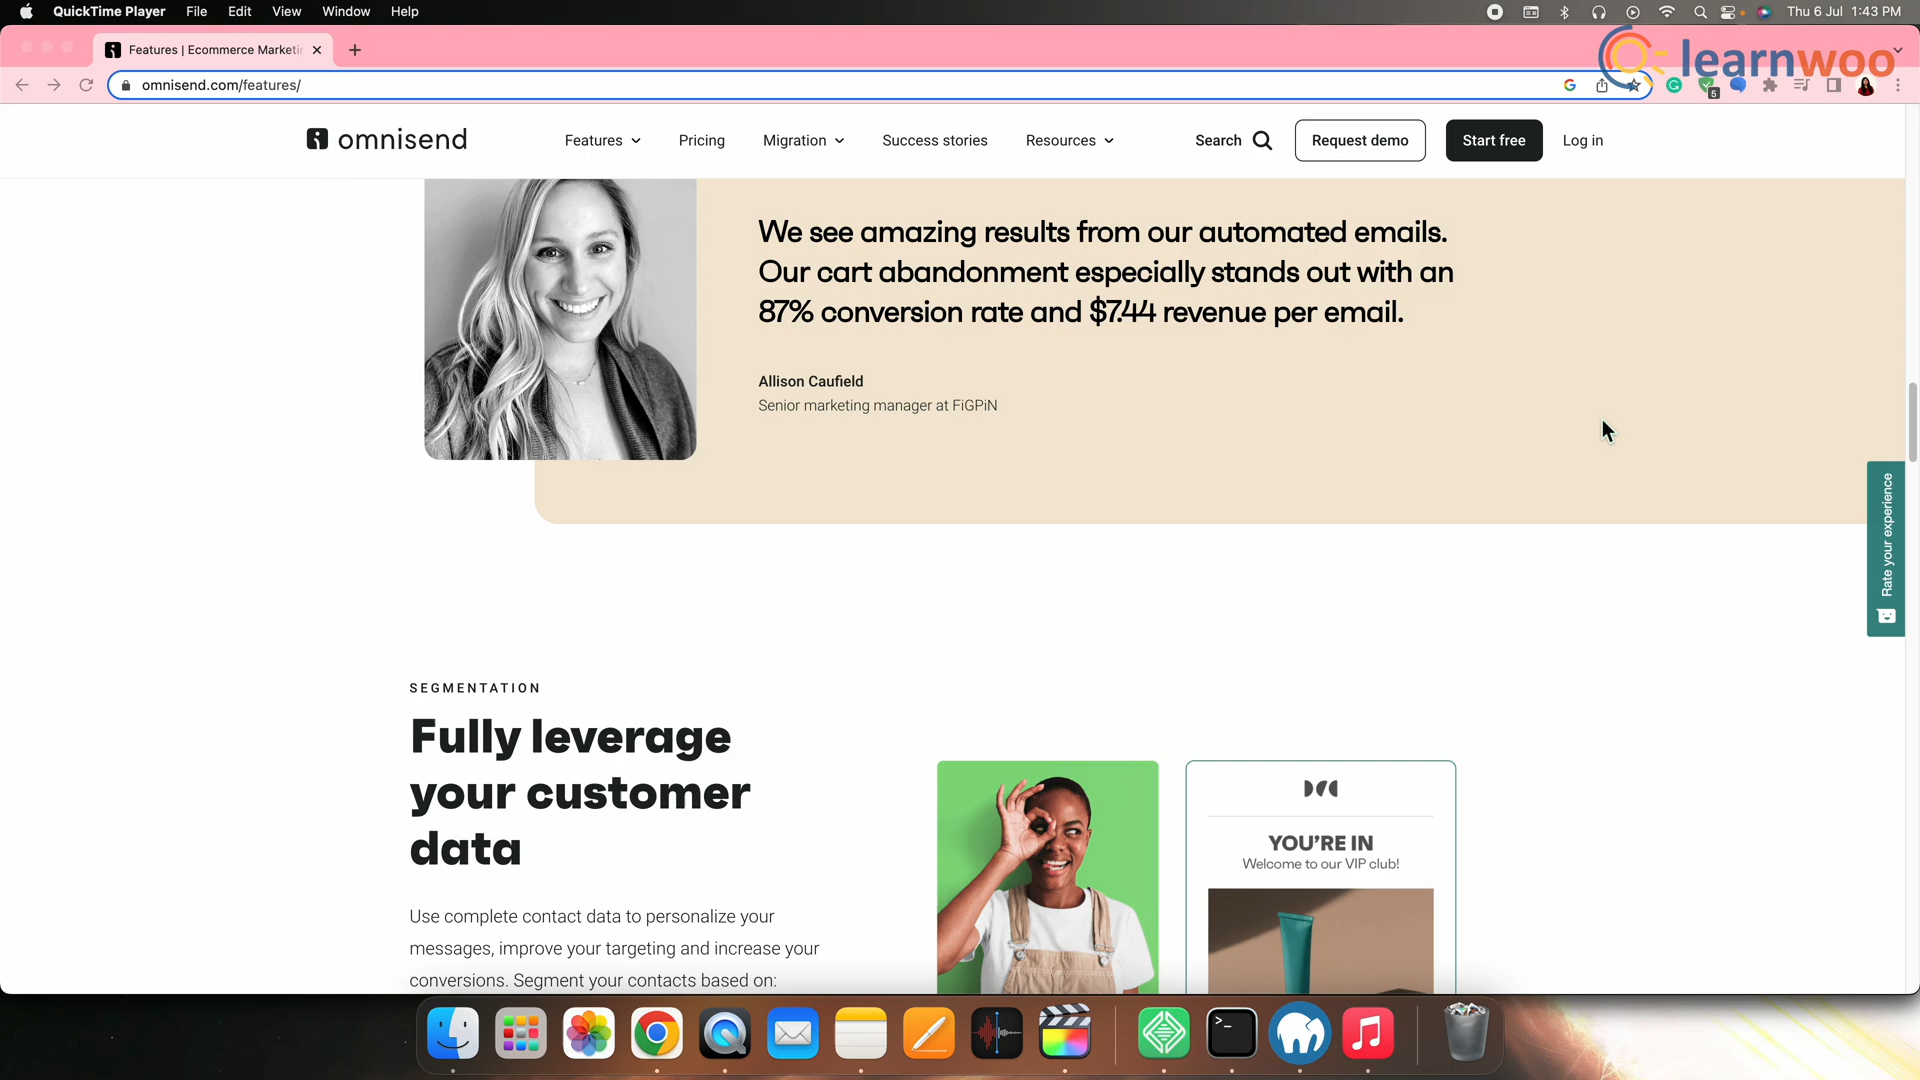 QuickTime Player File Edit View Window Help Thu 6 Jul 1:43 PM
Features | Ecommerce Marketin
learnwoo
omnisend.com/features/
5
omnisend Features Pricing Migration Success stories Resources Search Request demo Start free Log in
We see amazing results from our automated emails.
Our cart abandonment especially stands out with an
87% conversion rate and $7.44 revenue per email.
Allison Caufield
Senior marketing manager at FiGPiN
Rate your experience
SEGMENTATION
Fully leverage
your customer
data
Use complete contact data to personalize your
messages, improve your targeting and increase your
conversions. Segment your contacts based on:
YOU'RE IN
Welcome to our VIP club!